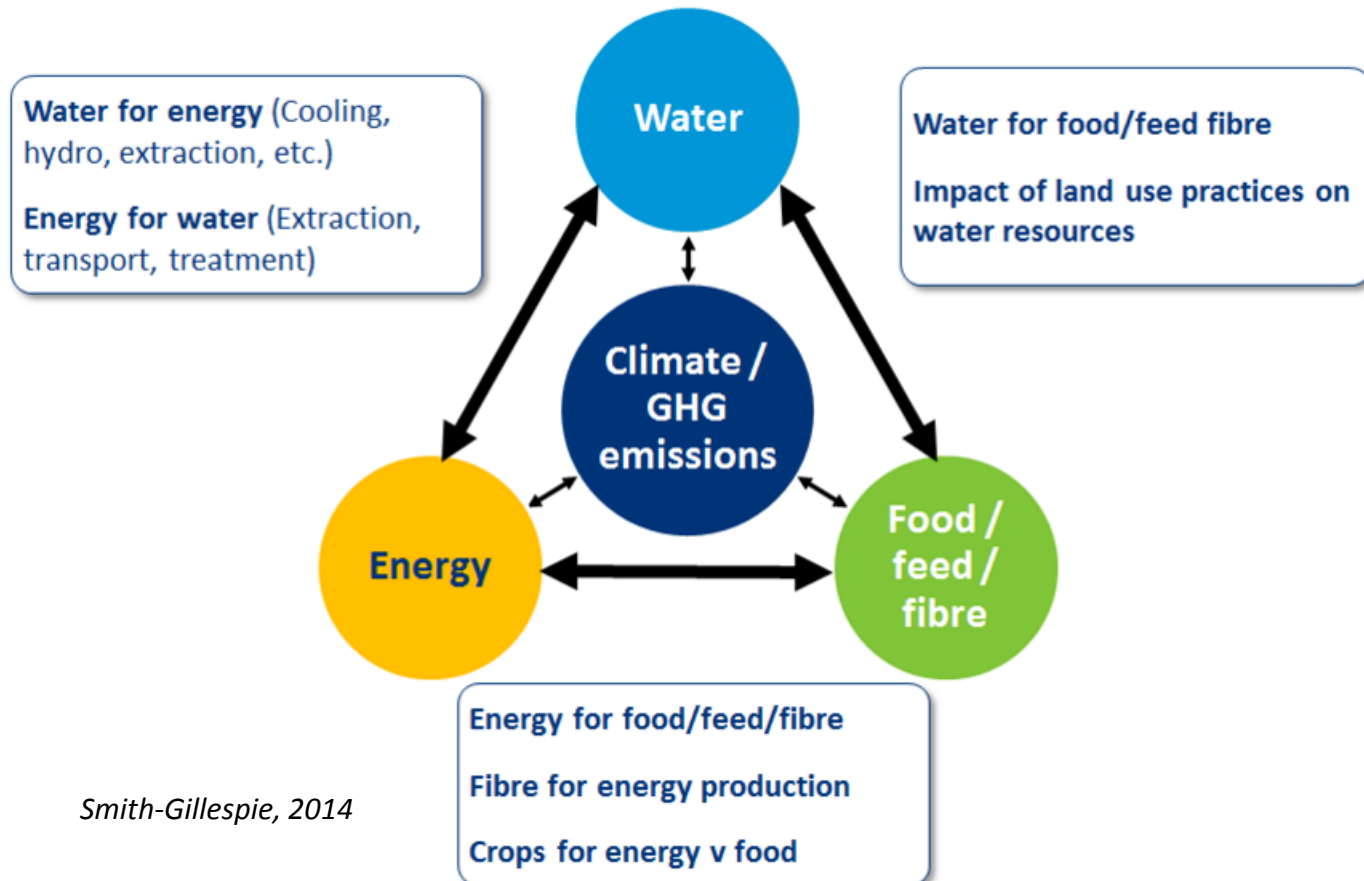 Water
Water for energy (Cooling,
hydro, extraction, etc.)
Energy for water (Extraction,
transport, treatment)
Water for food/feed fibre
Impact of land use practices on
water resources
Climate /
GHG
emissions
Energy
Food /
feed /
fibre
Energy for food/feed/fibre
Fibre for energy production
Crops for energy v food
Smith-Gillespie, 2014